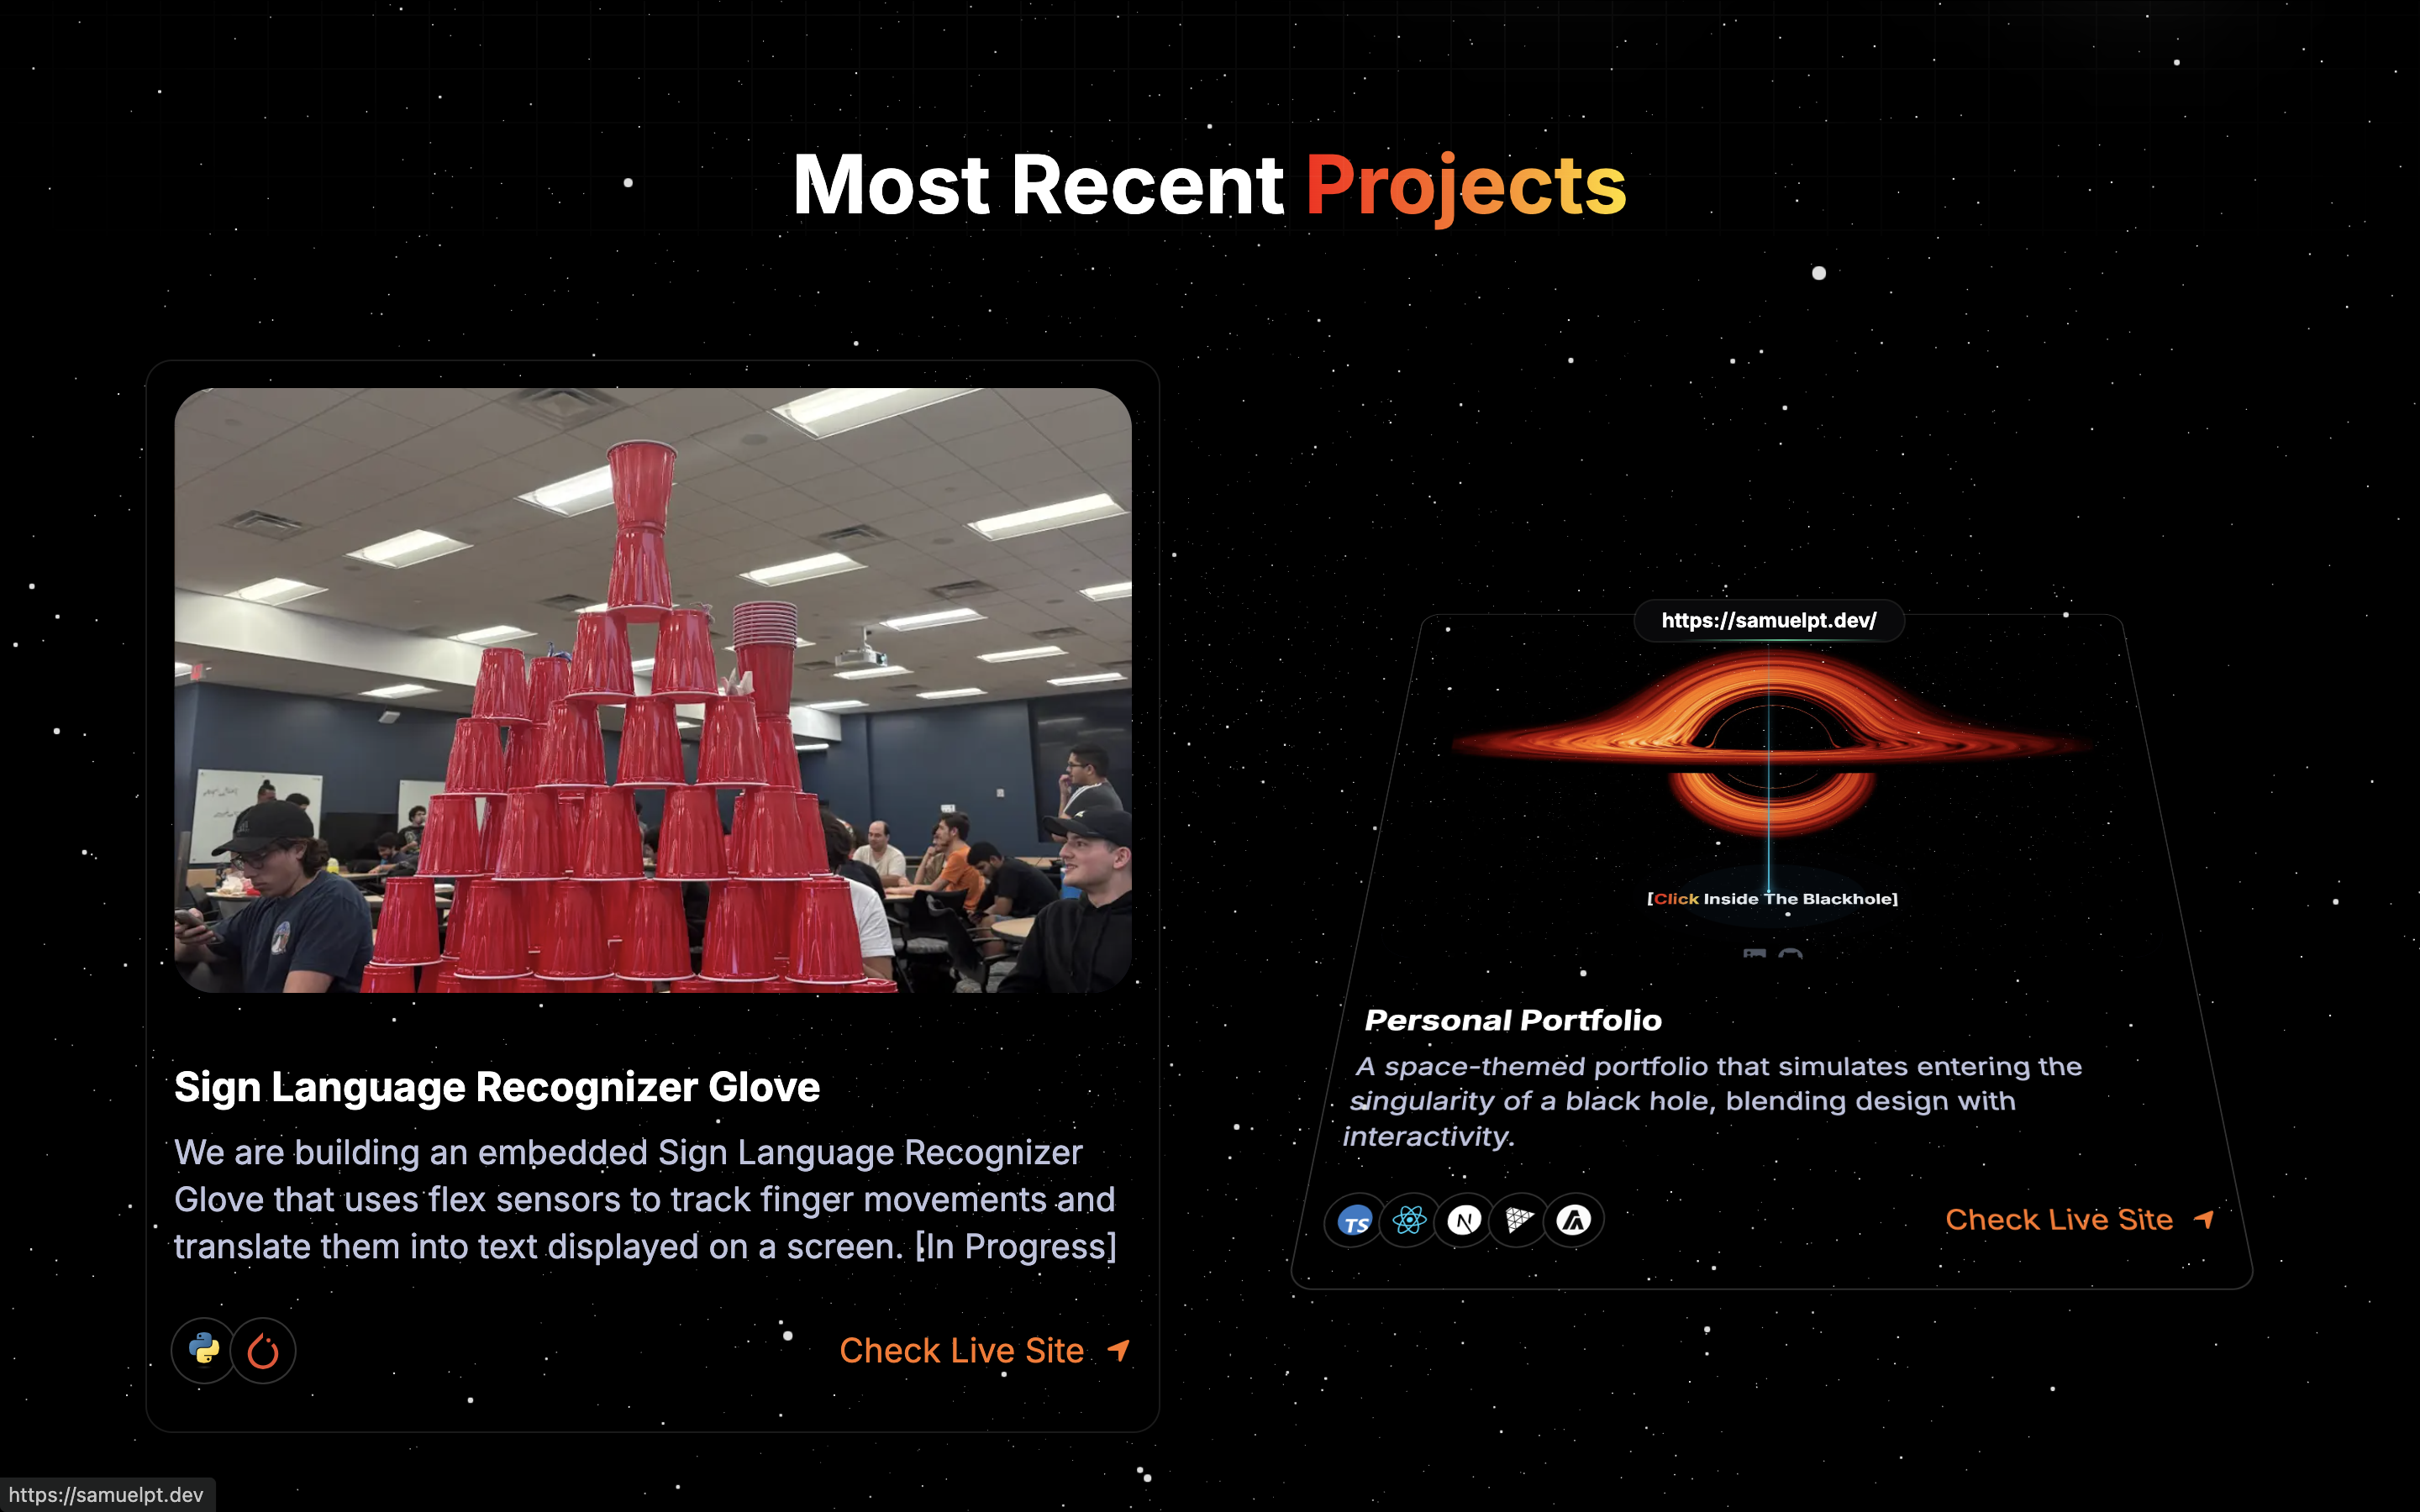 Most Recent Projects
Sign Language Recognizer Glove
We are building an embedded Sign Language Recognizer
Glove that uses flex sensors to track finger movements and
translate them into text displayed on a screen. [In Progress]
Check Live Site
https://samuelpt.dev/
[Click Inside The Blackhole]
Personal Portfolio
A space-themed portfolio that simulates entering the
singularity of a black hole, blending design with
interactivity.
TS
N
Check Live Site
https://samuelpt.dev